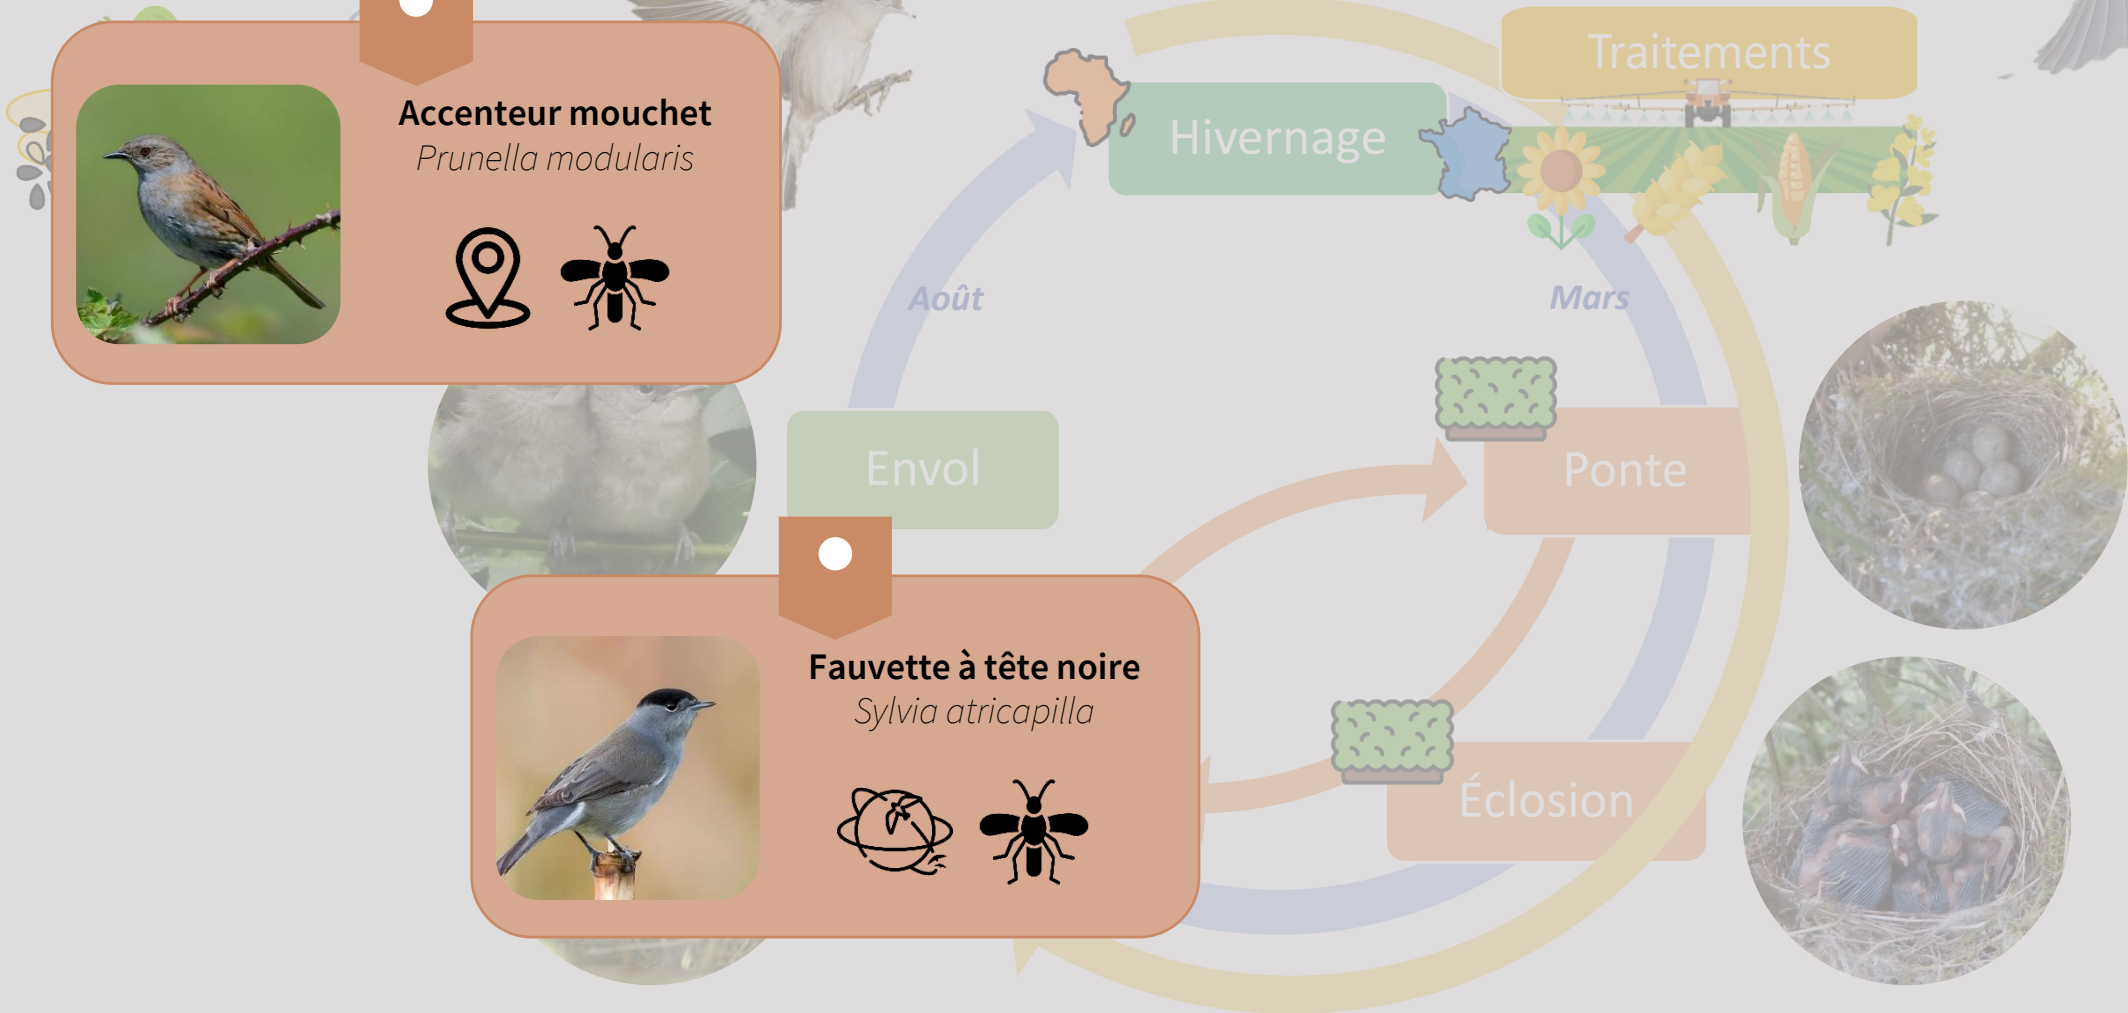 Accenteur mouchet
Prunella modularis
Traitements
Hivernage
Août
Mars
Envol
Ponte
Fauvette à tête noire
Sylvia atricapilla
Éclosion